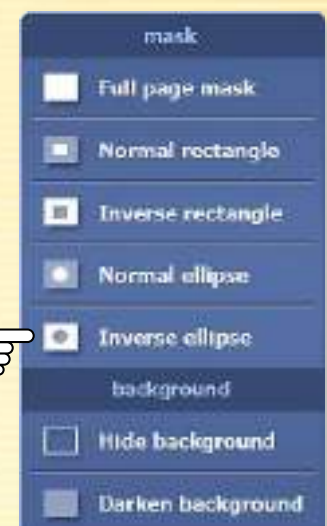 mask
Full page mask
Normal rectangle
Inverse rectangle
Normal ellipse
Inverse ellipse
background
Hide background
Darken background